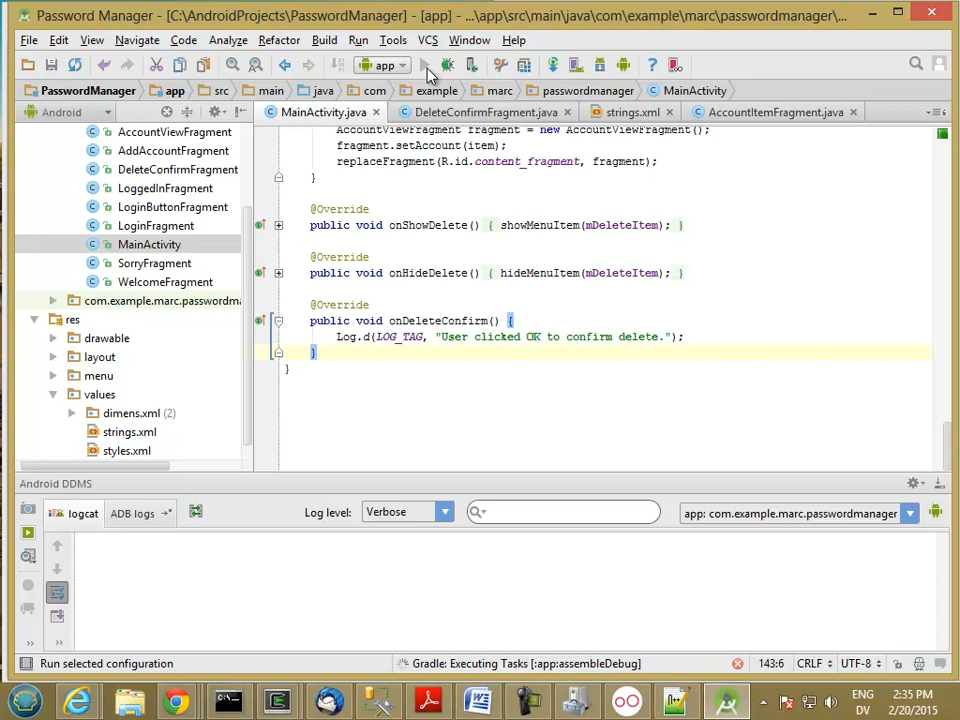 Password Manager - [C:\AndroidProjects\PasswordManager] - [app] - ...\app\src\main\java\com\example\marc\passwordmanager\...
File Edit View Navigate Code Analyze Refactor Build Run Tools VCS Window Help
app
PasswordManager app src main java com example marc passwordmanager MainActivity
Android
MainActivity.java DeleteConfirmFragment.java strings.xml AccountItemFragment.java
AccountViewFragment
AddAccountFragment
DeleteConfirmFragment
LoggedInFragment
LoginButtonFragment
LoginFragment
MainActivity
SorryFragment
WelcomeFragment
com.example.marc.passwordma
res
drawable
layout
menu
values
dimens.xml (2)
strings.xml
styles.xml
AccountViewFragment fragment = new AccountViewFragment();
fragment.setAccount(item);
replaceFragment(R.id.content_fragment, fragment);
}
@Override
public void onShowDelete() { showMenuItem(mDeleteItem); }
@Override
public void onHideDelete() { hideMenuItem(mDeleteItem); }
@Override
public void onDeleteConfirm() {
Log.d(LOG_TAG, "User clicked OK to confirm delete.");
}
}
Android DDMS
logcat ADB logs Log level: Verbose app: com.example.marc.passwordmanager
Run selected configuration Gradle: Executing Tasks [:app:assembleDebug] 143:6 CRLF UTF-8
ENG 2:35 PM
DV 2/20/2015